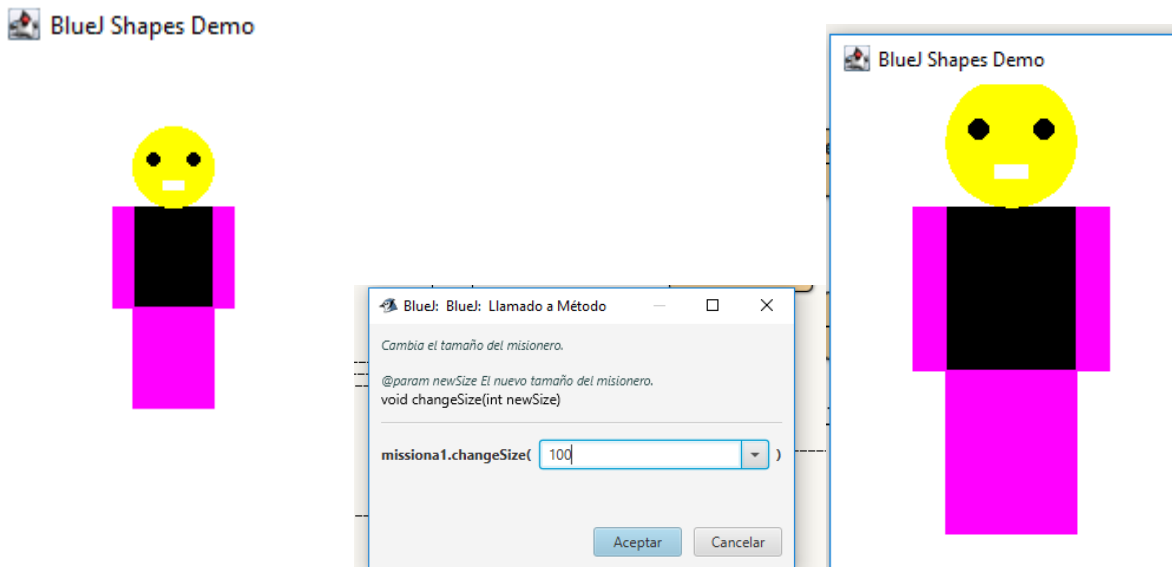 BlueJ Shapes Demo
BlueJ: BlueJ: Llamado a Método
Cambia el tamaño del misionero.
@param newSize El nuevo tamaño del misionero.
void changeSize(int newSize)
missiona1.changeSize( 100 )
Aceptar Cancelar
BlueJ Shapes Demo